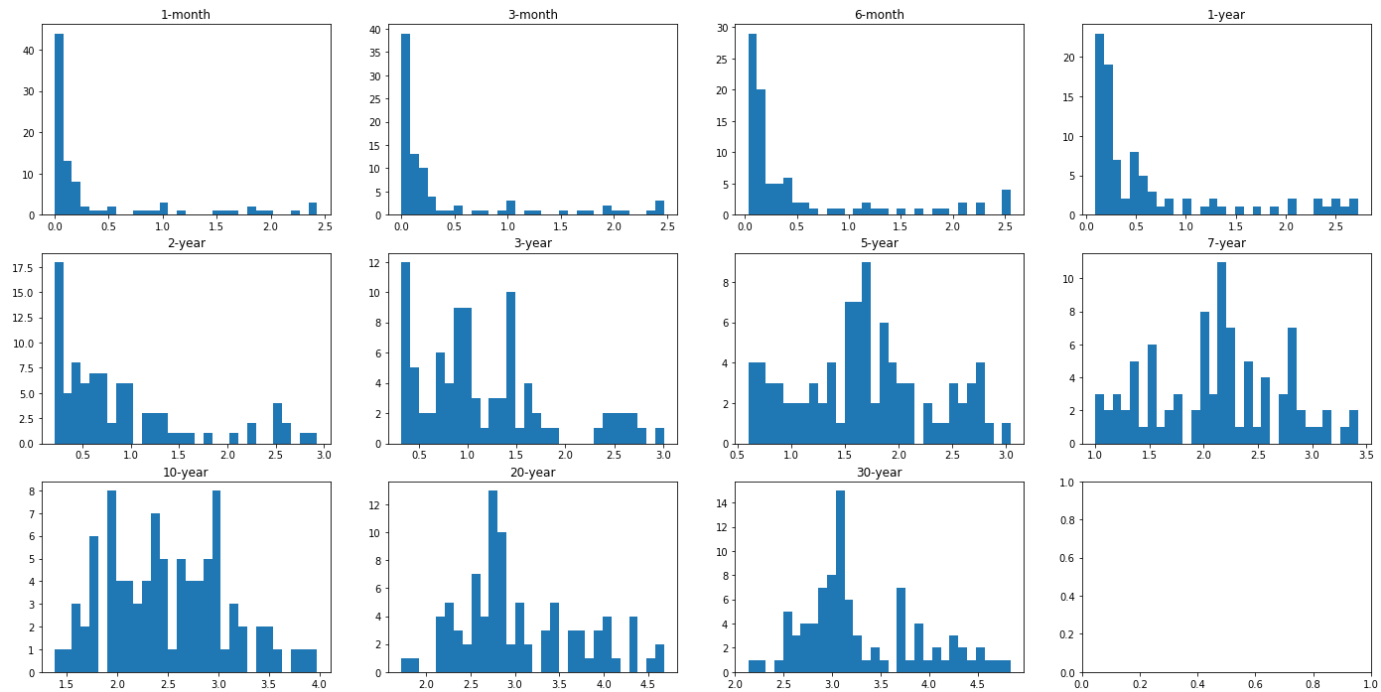 1-month 3-month 6-month 1-year
40 30 20 10 0
0.0 0.5 1.0 1.5 2.0 2.5
40 35 30 25 20 15 10 5 0
0.0 0.5 1.0 1.5 2.0 2.5
30 25 20 15 10 5 0
0.0 0.5 1.0 1.5 2.0 2.5
20 15 10 5 0
0.0 0.5 1.0 1.5 2.0 2.5
2-year 3-year 5-year 7-year
17.5 15.0 12.5 10.0 7.5 5.0 2.5 0.0
0.5 1.0 1.5 2.0 2.5 3.0
12 10 8 6 4 2 0
0.5 1.0 1.5 2.0 2.5 3.0
8 6 4 2 0
0.5 1.0 1.5 2.0 2.5 3.0
10 8 6 4 2 0
1.0 1.5 2.0 2.5 3.0 3.5
10-year 20-year 30-year
8 7 6 5 4 3 2 1 0
1.5 2.0 2.5 3.0 3.5 4.0
12 10 8 6 4 2 0
2.0 2.5 3.0 3.5 4.0 4.5
14 12 10 8 6 4 2 0
2.0 2.5 3.0 3.5 4.0 4.5
1.0 0.8 0.6 0.4 0.2 0.0
0.0 0.2 0.4 0.6 0.8 1.0